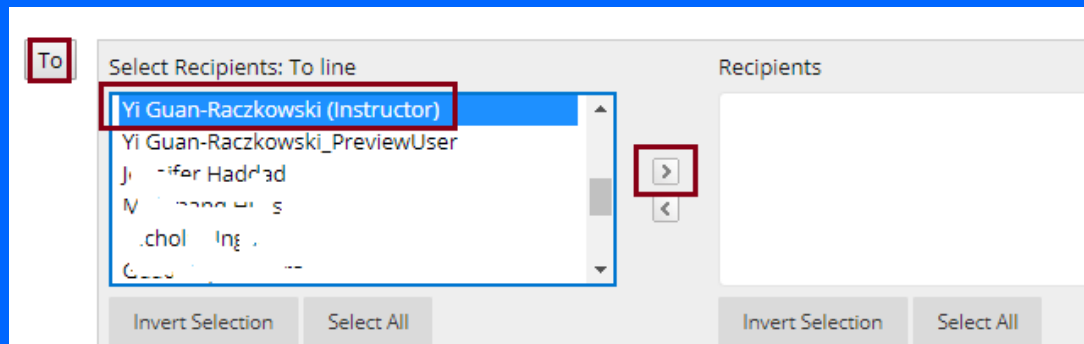 To
Select Recipients: To line
Recipients
Yi Guan-Raczkowski (Instructor)
Yi Guan-Raczkowski_PreviewUser
>
<
Invert Selection
Select All
Invert Selection
Select All